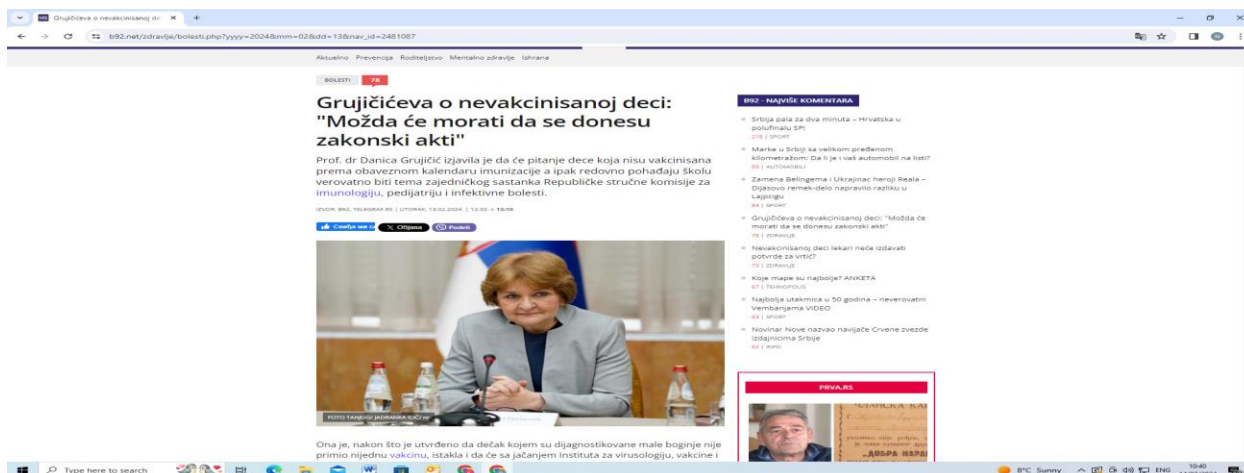 Grujičićeva o nevakcinisanoj de
b92.net/zdravlje/bolesti.php?yyyy=2024&mm=02&dd=13&nav_id=2481087
Aktuelno Prevencija Roditeljstvo Mentalno zdravlje Ishrana
BOLESTI 78
Grujičićeva o nevakcinisanoj deci:
"Možda će morati da se donesu
zakonski akti"
Prof. dr Danica Grujičić izjavila je da će pitanje dece koja nisu vakcinisana
prema obaveznom kalendaru imunizacije a ipak redovno pohađaju školu
verovatno biti tema zajedničkog sastanka Republičke stručne komisije za
imunologiju, pedijatriju i infektivne bolesti.
IZVOR: B92, TELEGRAF.RS | UTORAK, 13.02.2024. | 12:30 -> 13:10
Објава Podeli
FOTO TANJUG/ JADRANKA ILIĆ
Ona je, nakon što je utvrđeno da dečak kojem su dijagnostikovane male boginje nije
primio nijednu vakcinu, istakla i da će sa jačanjem Instituta za virusologiju, vakcine i
B92 - NAJVIŠE KOMENTARA
Srbija pala za dva minuta – Hrvatska u
polufinalu SP!
218 | SPORT
Marke u Srbiji sa velikom pređenom
kilometražom: Da li je i vaš automobil na listi?
| AUTOMOBILI
Zamena Belingema i Ukrajinac heroji Reala –
Dijasovo remek-delo napravilo razliku u
Lajpcigu
84 | SPORT
Grujičićeva o nevakcinisanoj deci: "Možda će
morati da se donesu zakonski akti"
78 | ZDRAVLJE
Nevakcinisanoj deci lekari neće izdavati
potvrde za vrtić?
73 | ZDRAVLJE
Koje mape su najbolje? ANKETA
67 | TEHNOPOLIS
Najbolja utakmica u 50 godina – neverovatni
Vembanjama VIDEO
63 | SPORT
Novinar Nove nazvao navijače Crvene zvezde
izdajnicima Srbije
| INFO
PRVA.RS
Type here to search
8°C Sunny ENG 10:40